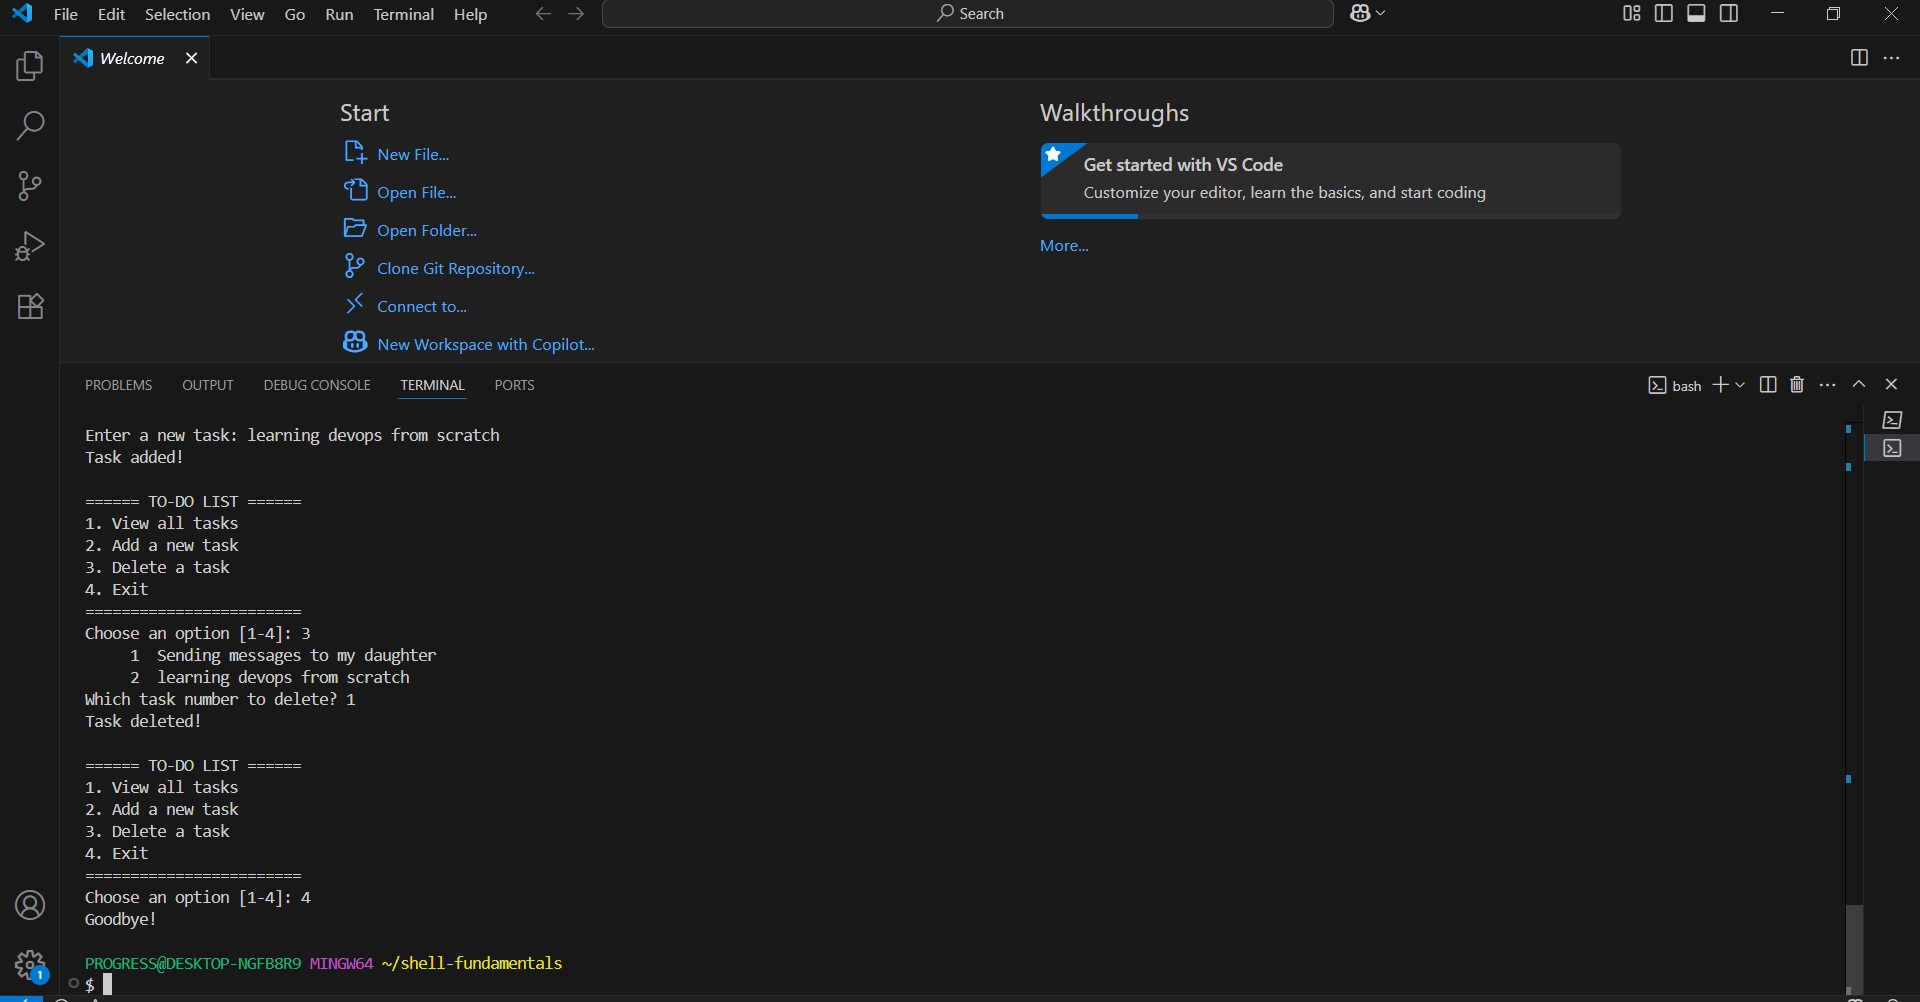 File Edit Selection View Go Run Terminal Help Search
Welcome
Start
New File...
Open File...
Open Folder...
Clone Git Repository...
Connect to...
New Workspace with Copilot...
Walkthroughs
Get started with VS Code
Customize your editor, learn the basics, and start coding
More...
PROBLEMS OUTPUT DEBUG CONSOLE TERMINAL PORTS bash
Enter a new task: learning devops from scratch
Task added!
====== TO-DO LIST ======
1. View all tasks
2. Add a new task
3. Delete a task
4. Exit
========================
Choose an option [1-4]: 3
1 Sending messages to my daughter
2 learning devops from scratch
Which task number to delete? 1
Task deleted!
====== TO-DO LIST ======
1. View all tasks
2. Add a new task
3. Delete a task
4. Exit
========================
Choose an option [1-4]: 4
Goodbye!
PROGRESS@DESKTOP-NGFB8R9 MINGW64 ~/shell-fundamentals
1
$